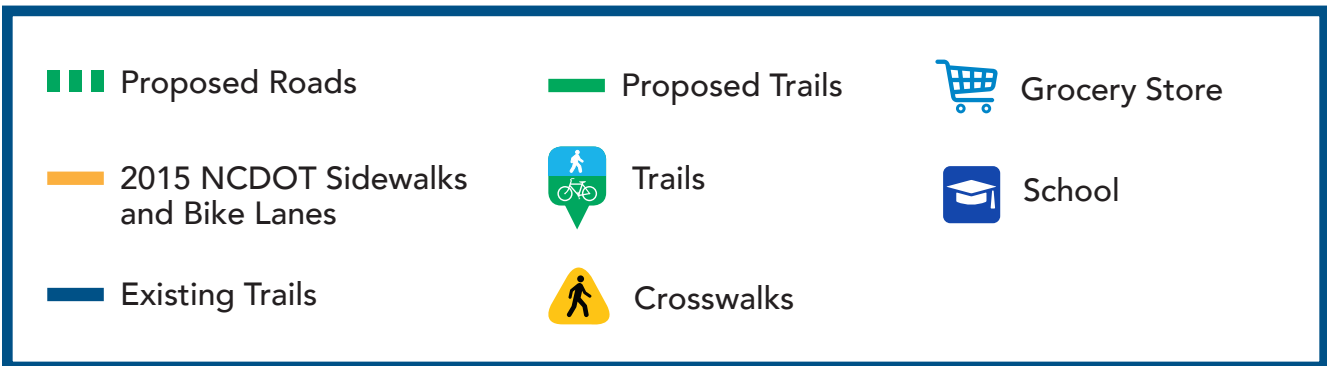 Proposed Roads
2015 NCDOT Sidewalks
and Bike Lanes
Existing Trails
Proposed Trails
Trails
Crosswalks
Grocery Store
School